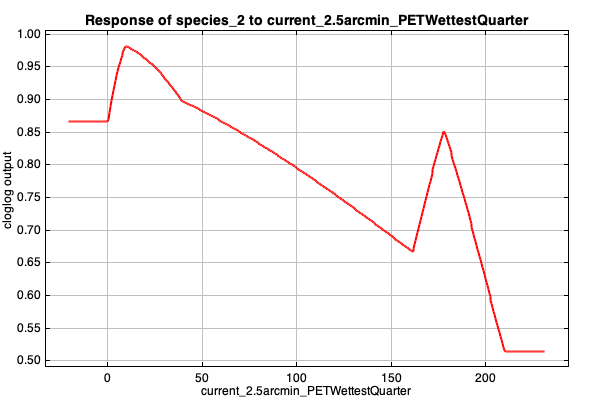 Response of species_2 to current_2.5arcmin_PETWettestQuarter
1.00
0.95
0.90
0.85
0.80
0.75
0.70
0.65
0.60
0.55
0.50
cloglog output
0 50 100 150 200
current_2.5arcmin_PETWettestQuarter